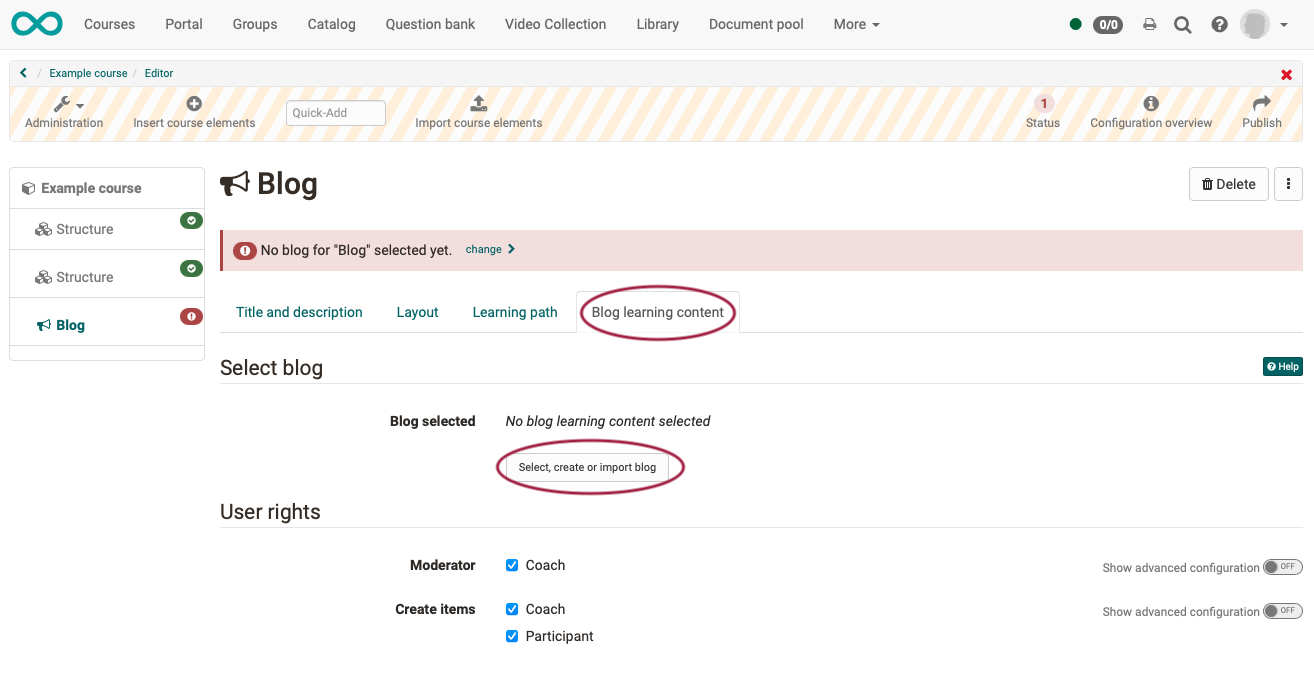 Courses Portal Groups Catalog Question bank Video Collection Library Document pool More 0/0
/ Example course / Editor
Administration Insert course elements Quick-Add Import course elements 1 Status Configuration overview Publish
Example course
Structure
Structure
Blog
Blog
Delete
No blog for "Blog" selected yet. change
Title and description Layout Learning path Blog learning content
Select blog
Help
Blog selected No blog learning content selected
Select, create or import blog
User rights
Moderator Coach Show advanced configuration OFF
Create items Coach Show advanced configuration OFF
Participant